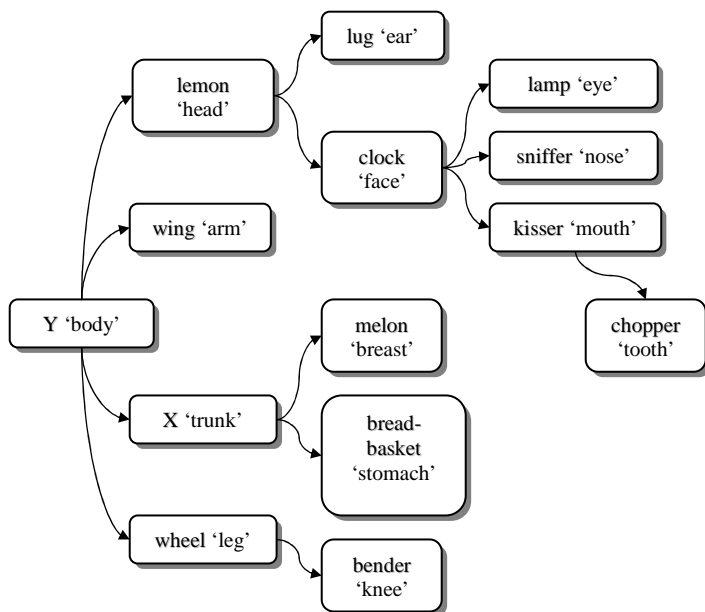 lug ‘ear’
lemon
‘head’
lamp ‘eye’
clock
‘face’
sniffer ‘nose’
wing ‘arm’
kisser ‘mouth’
Y ‘body’
melon
‘breast’
chopper
‘tooth’
X ‘trunk’
bread-
basket
‘stomach’
wheel ‘leg’
bender
‘knee’